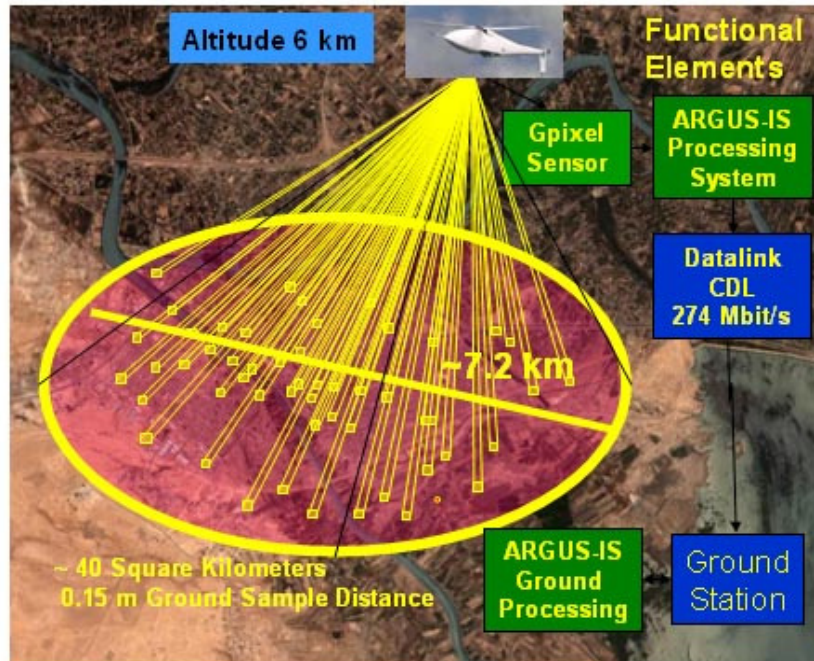 Altitude 6 km
Functional
Elements
Gpixel
Sensor
ARGUS-IS
Processing
System
Datalink
CDL
274 Mbit/s
~7.2 km
~ 40 Square Kilometers
0.15 m Ground Sample Distance
ARGUS-IS
Ground
Processing
Ground
Station